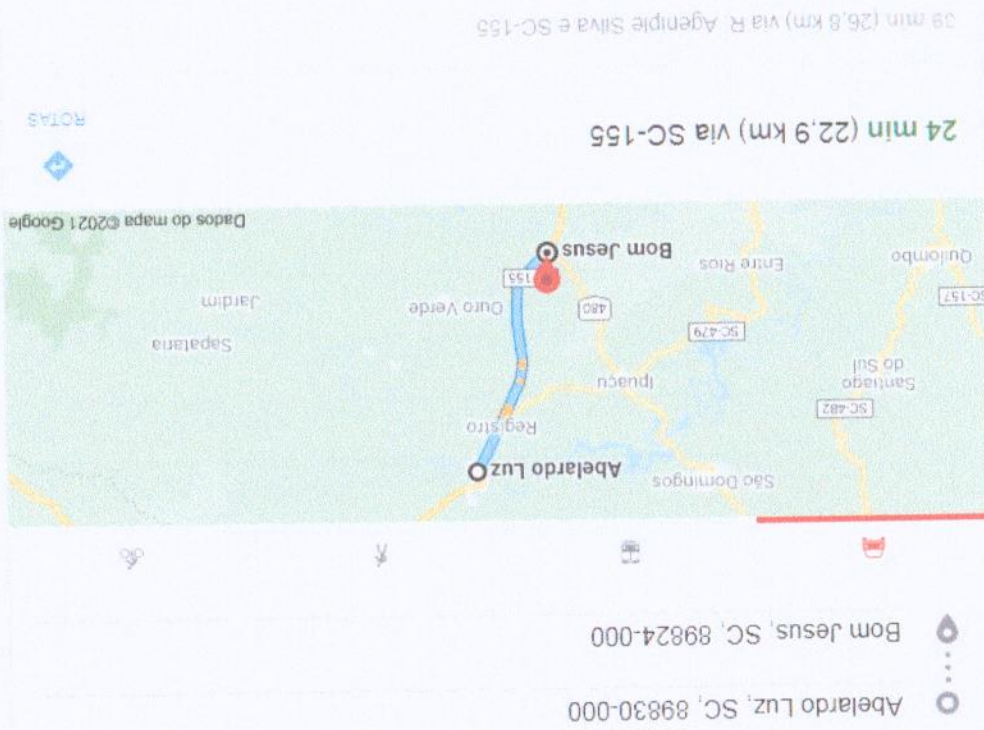 Abelardo Luz, SC, 89830-000
Bom Jesus, SC, 89824-000
São Domingos
Abelardo Luz
SC-482
Registro
Santiago
do Sul
Ipuaçu
Sapataria
SC-479
480
Ouro Verde
Jardim
SC-157
155
Quilombo
Entre Rios
Bom Jesus
Dados do mapa ©2021 Google
24 min (22,9 km) via SC-155
ROTAS
39 min (26,8 km) via R. Ageniple Silva e SC-155